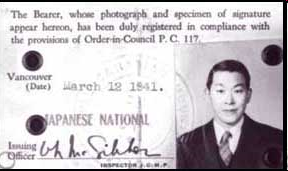 The Bearer, whose photograph and specimen of signature
appear hereon, has been duly registered in compliance with
the provisions of Order-in-Council P. C. 117.
Vancouver
(Date) March 12 1941.
JAPANESE NATIONAL
Issuing
Officer
INSPECTOR R.C.M.P.